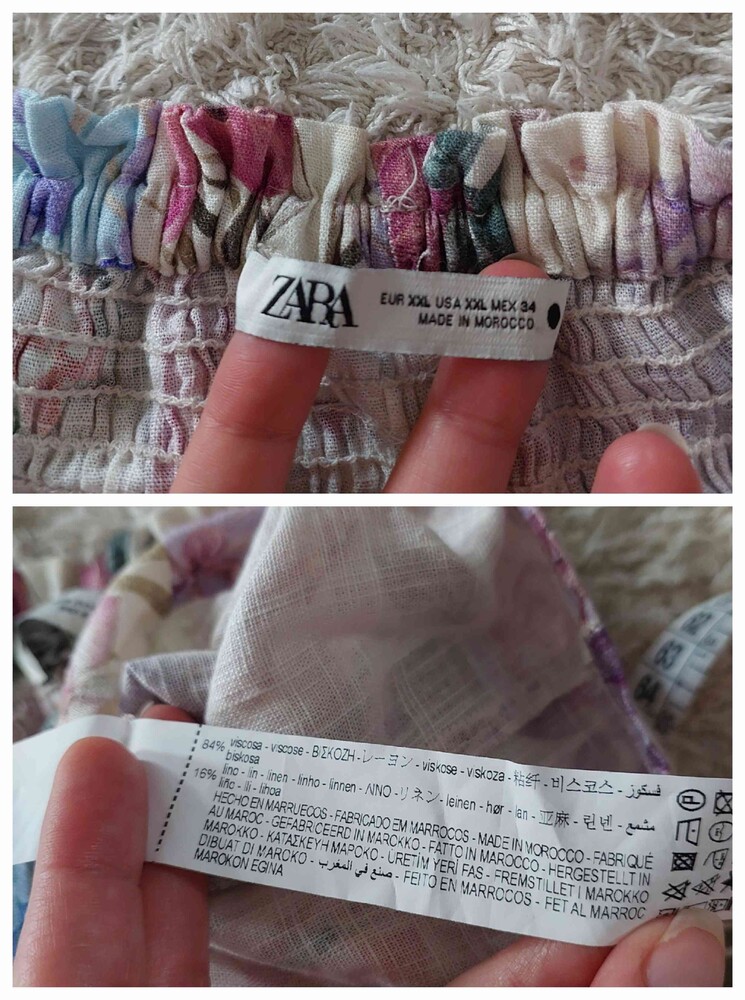 ZARA
EUR XXL USA XXL MEX 34
MADE IN MOROCCO
84% viscosa - viscose - ΒΙΣΚΟΖΗ - レーヨン - viskose - viskoza - 粘纤 - 비스코스 - فسكوز
biskosa
16% lino - lin - linen - linho - linnen - ΛΙΝΟ - リネン - leinen - hør - lan - 亚麻 - 린넨 - مشمع
liño - lli - lihoa
HECHO EN MARRUECOS - FABRICADO EM MARROCOS - MADE IN MOROCCO - FABRIQUÉ
AU MAROC - GEFABRICEERD IN MAROKKO - FATTO IN MAROCCO - HERGESTELLT IN
MAROKKO - ΚΑΤΑΣΚΕΥΗ ΜΑΡΟΚΟ - ÜRETİM YERİ FAS - FREMSTILLET I MAROKKO
DIBUAT DI MAROKO - صنع في المغرب - FEITO EN MARROCOS - FET AL MARROC
MAROKON EGINA